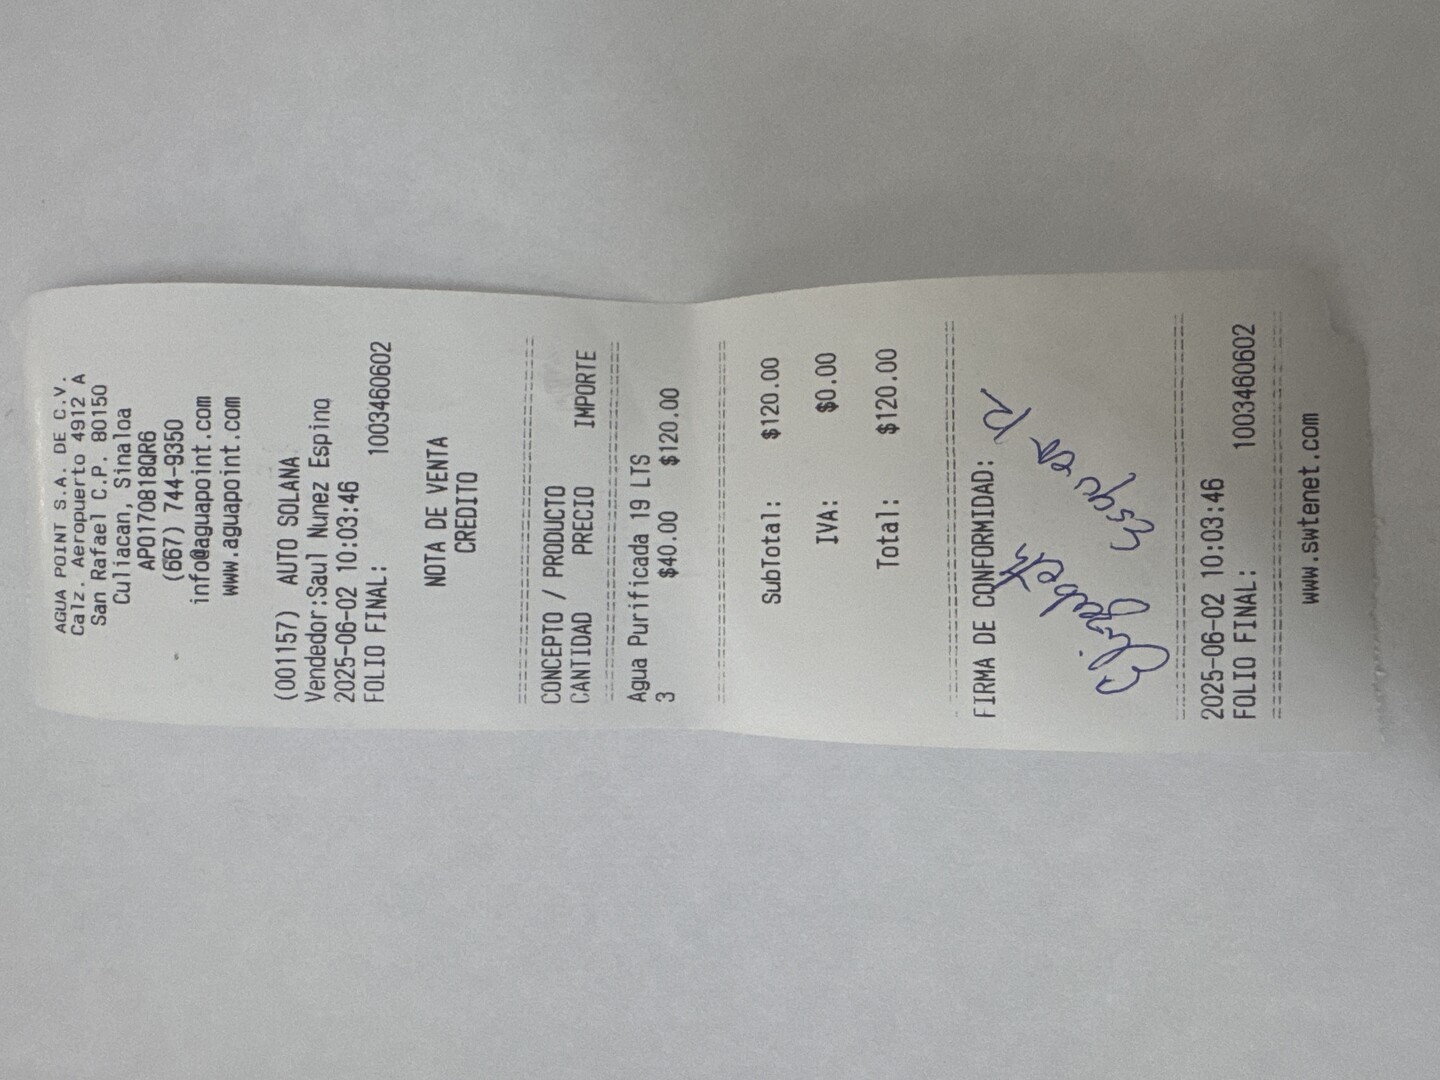 AGUA POINT S.A. DE C.V.
Calz. Aeropuerto 4912 A
San Rafael C.P. 80150
Culiacan, Sinaloa
APO170818QR6
(667) 744-9350
info@aguapoint.com
www.aguapoint.com
(001157) AUTO SOLANA
Vendedor:Saul Nunez Espino
2025-06-02 10:03:46
FOLIO FINAL: 1003460602
NOTA DE VENTA
CREDITO
CONCEPTO / PRODUCTO
CANTIDAD PRECIO IMPORTE
Agua Purificada 19 LTS
3 $40.00 $120.00
SubTotal: $120.00
IVA: $0.00
Total: $120.00
FIRMA DE CONFORMIDAD:
R
2025-06-02 10:03:46
FOLIO FINAL: 1003460602
www.swtenet.com